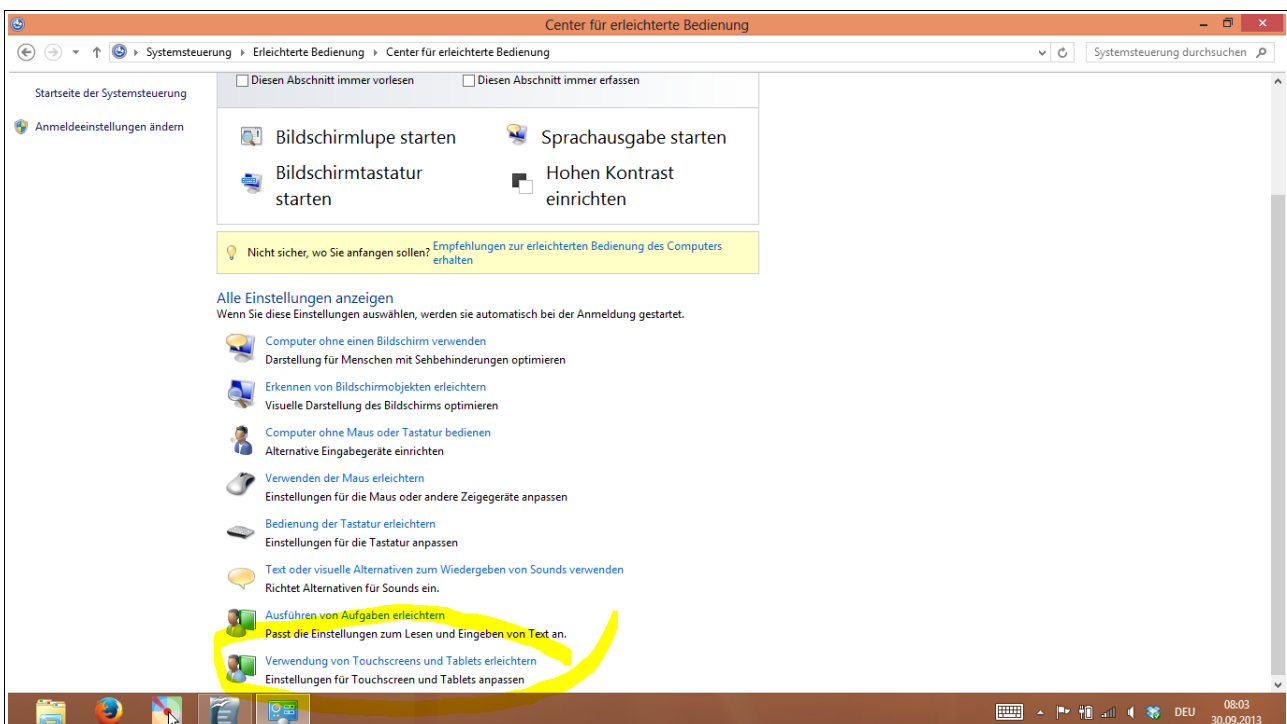 Center für erleichterte Bedienung
Systemsteuerung Erleichterte Bedienung Center für erleichterte Bedienung
Systemsteuerung durchsuchen
Startseite der Systemsteuerung
Anmeldeeinstellungen ändern
Diesen Abschnitt immer vorlesen Diesen Abschnitt immer erfassen
Bildschirmlupe starten Sprachausgabe starten
Bildschirmtastatur
starten
Hohen Kontrast
einrichten
Nicht sicher, wo Sie anfangen sollen? Empfehlungen zur erleichterten Bedienung des Computers
erhalten
Alle Einstellungen anzeigen
Wenn Sie diese Einstellungen auswählen, werden sie automatisch bei der Anmeldung gestartet.
Computer ohne einen Bildschirm verwenden
Darstellung für Menschen mit Sehbehinderungen optimieren
Erkennen von Bildschirmobjekten erleichtern
Visuelle Darstellung des Bildschirms optimieren
Computer ohne Maus oder Tastatur bedienen
Alternative Eingabegeräte einrichten
Verwenden der Maus erleichtern
Einstellungen für die Maus oder andere Zeigegeräte anpassen
Bedienung der Tastatur erleichtern
Einstellungen für die Tastatur anpassen
Text oder visuelle Alternativen zum Wiedergeben von Sounds verwenden
Richtet Alternativen für Sounds ein.
Ausführen von Aufgaben erleichtern
Passt die Einstellungen zum Lesen und Eingeben von Text an.
Verwendung von Touchscreens und Tablets erleichtern
Einstellungen für Touchscreen und Tablets anpassen
DEU
08:03
30.09.2013